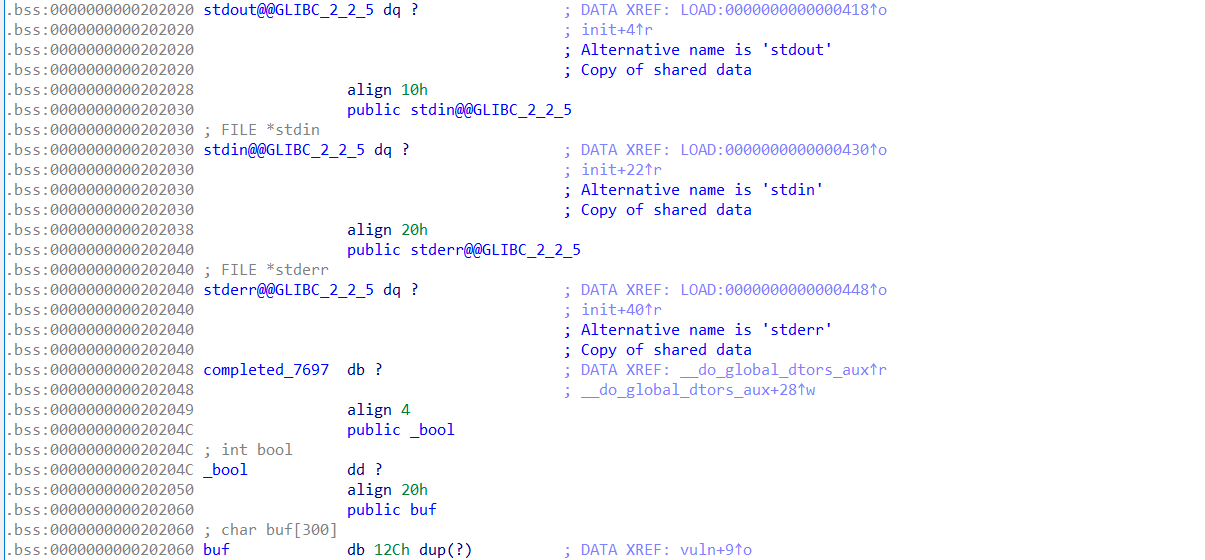 .bss:0000000000202020 stdout@@GLIBC_2_2_5 dq ? ; DATA XREF: LOAD:0000000000000418↑o
.bss:0000000000202020 ; init+4↑r
.bss:0000000000202020 ; Alternative name is 'stdout'
.bss:0000000000202020 ; Copy of shared data
.bss:0000000000202028 align 10h
.bss:0000000000202030 public stdin@@GLIBC_2_2_5
.bss:0000000000202030 ; FILE *stdin
.bss:0000000000202030 stdin@@GLIBC_2_2_5 dq ? ; DATA XREF: LOAD:0000000000000430↑o
.bss:0000000000202030 ; init+22↑r
.bss:0000000000202030 ; Alternative name is 'stdin'
.bss:0000000000202030 ; Copy of shared data
.bss:0000000000202038 align 20h
.bss:0000000000202040 public stderr@@GLIBC_2_2_5
.bss:0000000000202040 ; FILE *stderr
.bss:0000000000202040 stderr@@GLIBC_2_2_5 dq ? ; DATA XREF: LOAD:0000000000000448↑o
.bss:0000000000202040 ; init+40↑r
.bss:0000000000202040 ; Alternative name is 'stderr'
.bss:0000000000202040 ; Copy of shared data
.bss:0000000000202048 completed_7697 db ? ; DATA XREF: __do_global_dtors_aux↑r
.bss:0000000000202048 ; __do_global_dtors_aux+28↑w
.bss:0000000000202049 align 4
.bss:000000000020204C public _bool
.bss:000000000020204C ; int bool
.bss:000000000020204C _bool dd ?
.bss:0000000000202050 align 20h
.bss:0000000000202060 public buf
.bss:0000000000202060 ; char buf[300]
.bss:0000000000202060 buf db 12Ch dup(?) ; DATA XREF: vuln+9↑o